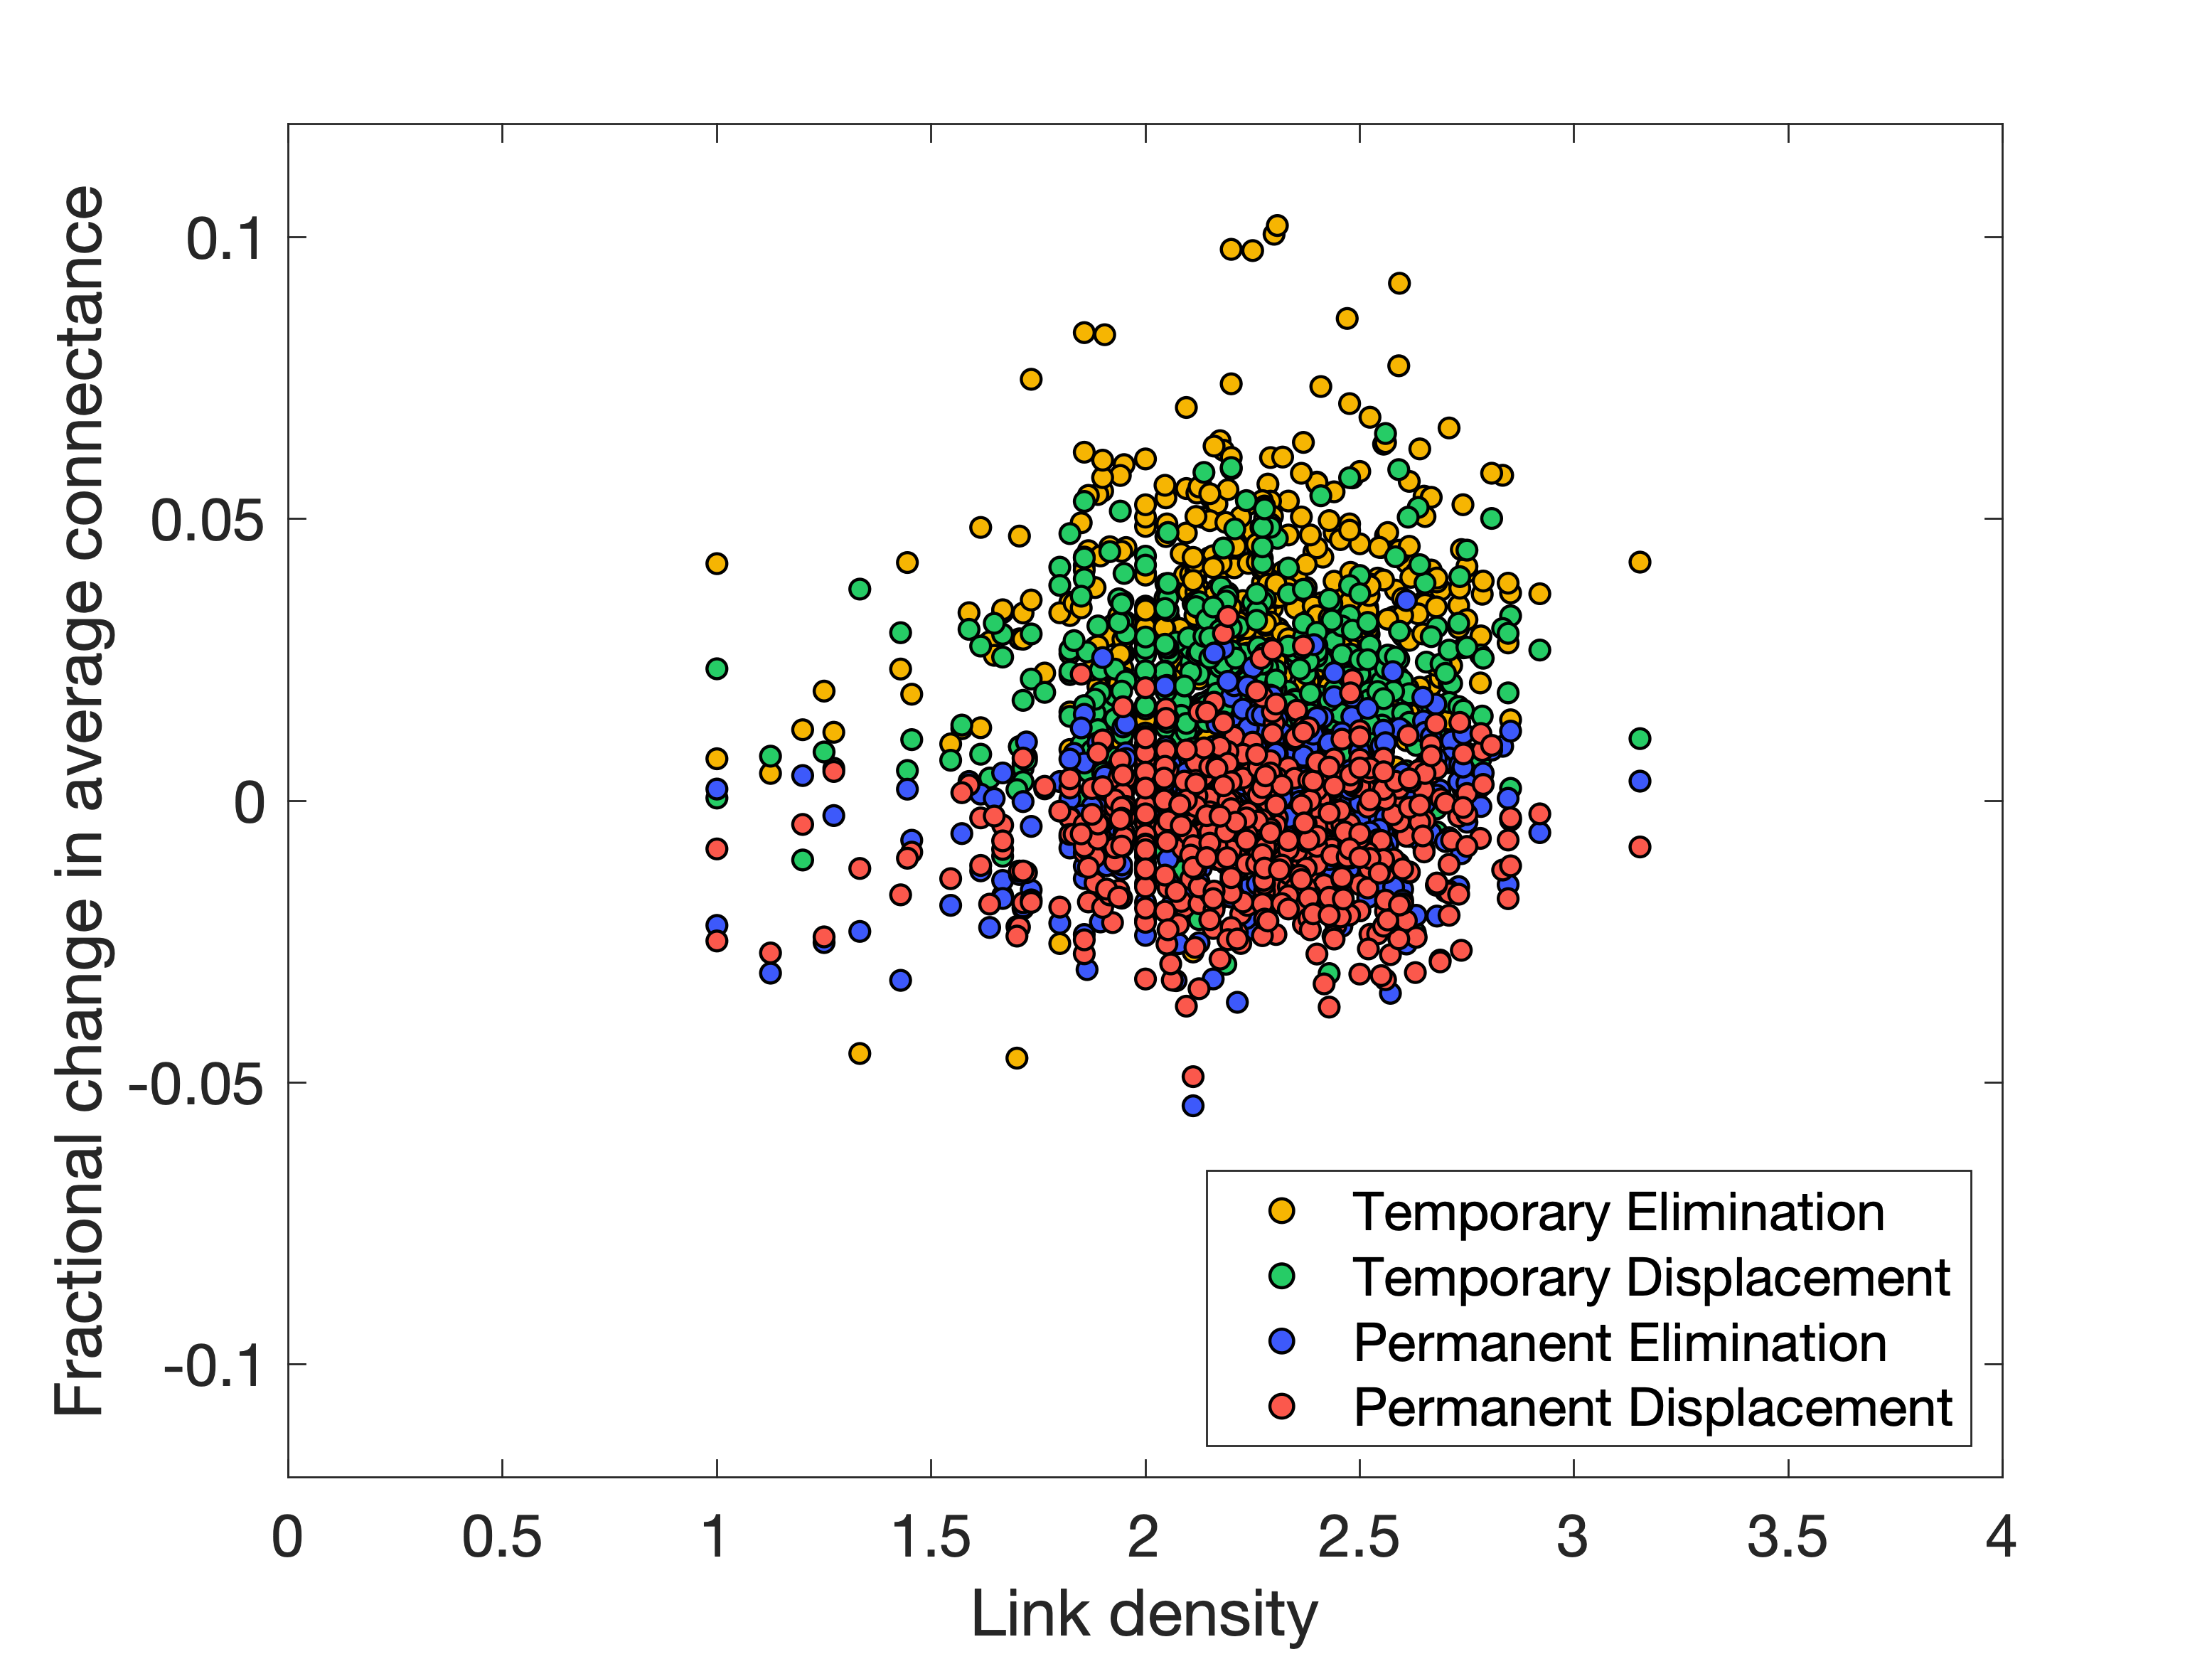 Fractional change in average connectance
0.1
0.05
0
-0.05
-0.1
Temporary Elimination
Temporary Displacement
Permanent Elimination
Permanent Displacement
0 0.5 1 1.5 2 2.5 3 3.5 4
Link density